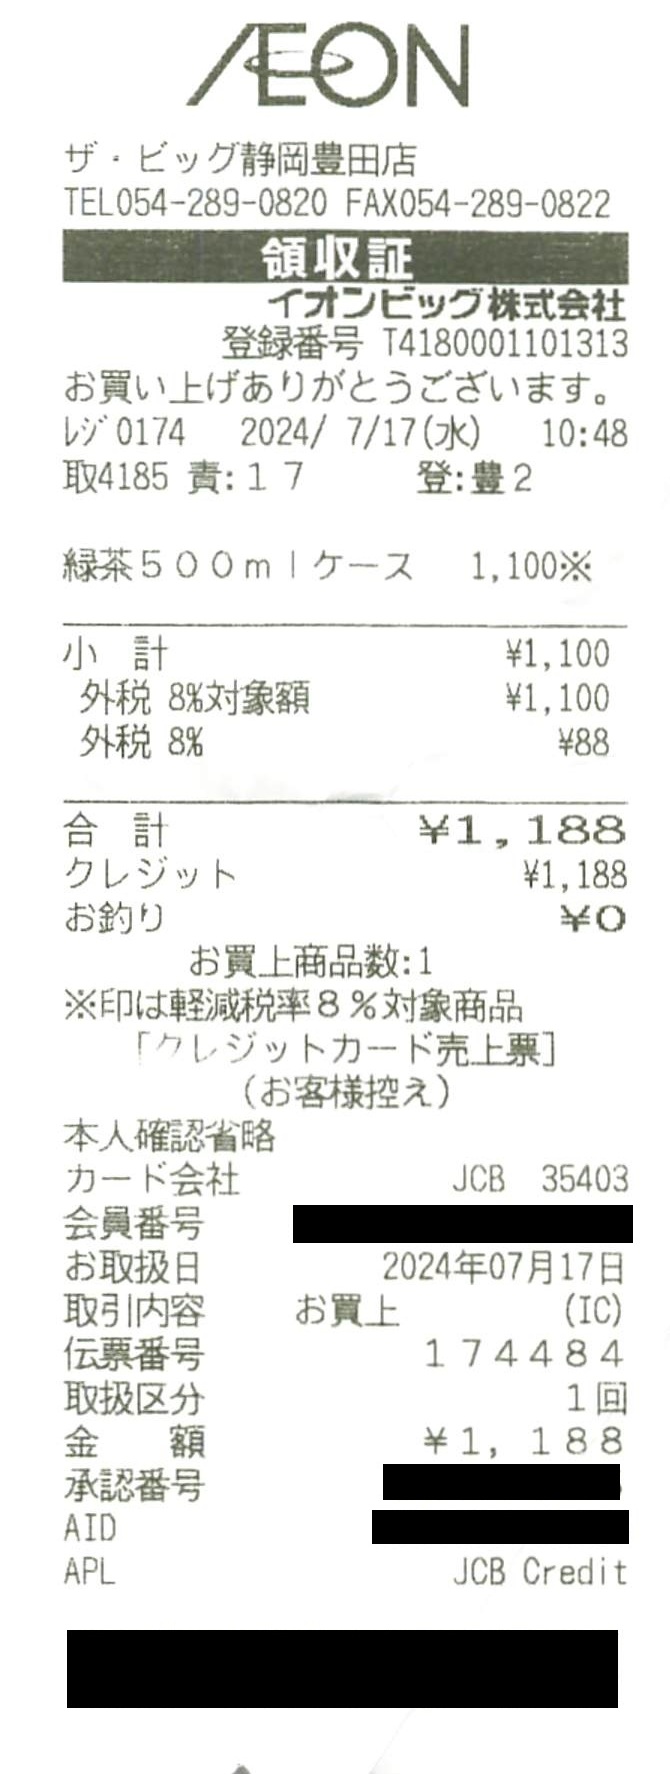 ÆON
ザ・ビッグ静岡豊田店
TEL054-289-0820 FAX054-289-0822
領収証
イオンビッグ株式会社
登録番号 T4180001101313
お買い上げありがとうございます。
ﾚｼﾞ0174 2024/ 7/17(水) 10:48
取4185 責:１７ 登:豊２
緑茶５００ｍｌケース 1,100※
小 計 ¥1,100
外税 8%対象額 ¥1,100
外税 8% ¥88
合 計 ¥1,188
クレジット ¥1,188
お釣り ¥0
お買上商品数:1
※印は軽減税率８％対象商品
[クレジットカード売上票]
(お客様控え)
本人確認省略
カード会社 JCB 35403
会員番号
お取扱日 2024年07月17日
取引内容 お買上 (IC)
伝票番号 １７４４８４
取扱区分 １回
金 額 ￥１，１８８
承認番号
AID
APL JCB Credit